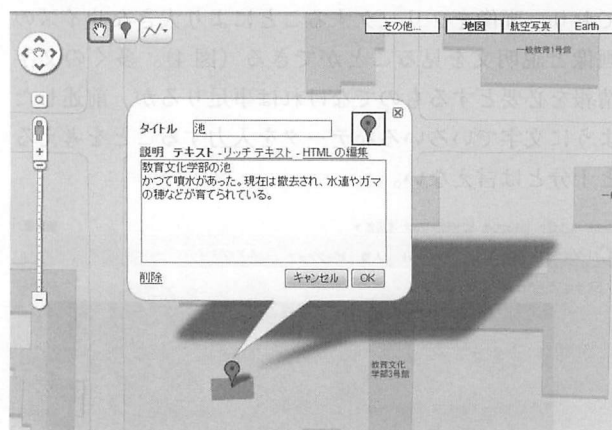 その他...
地図
航空写真
Earth
一般教育1号館
タイトル
池
説明 テキスト - リッチ テキスト - HTML の編集
教育文化学部の池
かつて噴水があった。現在は撤去され、水蓮やガマ
の穂などが育てられている。
削除
キャンセル
OK
教育文化
学部3号館